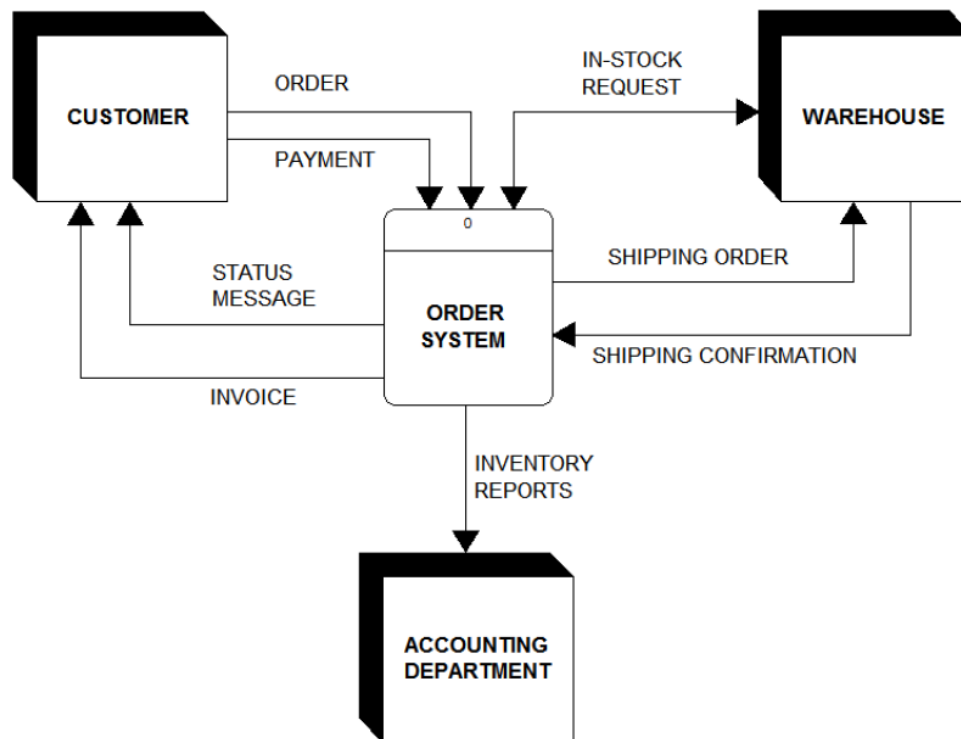 IN-STOCK
REQUEST
ORDER
CUSTOMER
WAREHOUSE
PAYMENT
0
STATUS
MESSAGE
SHIPPING ORDER
ORDER
SYSTEM
SHIPPING CONFIRMATION
INVOICE
INVENTORY
REPORTS
ACCOUNTING
DEPARTMENT